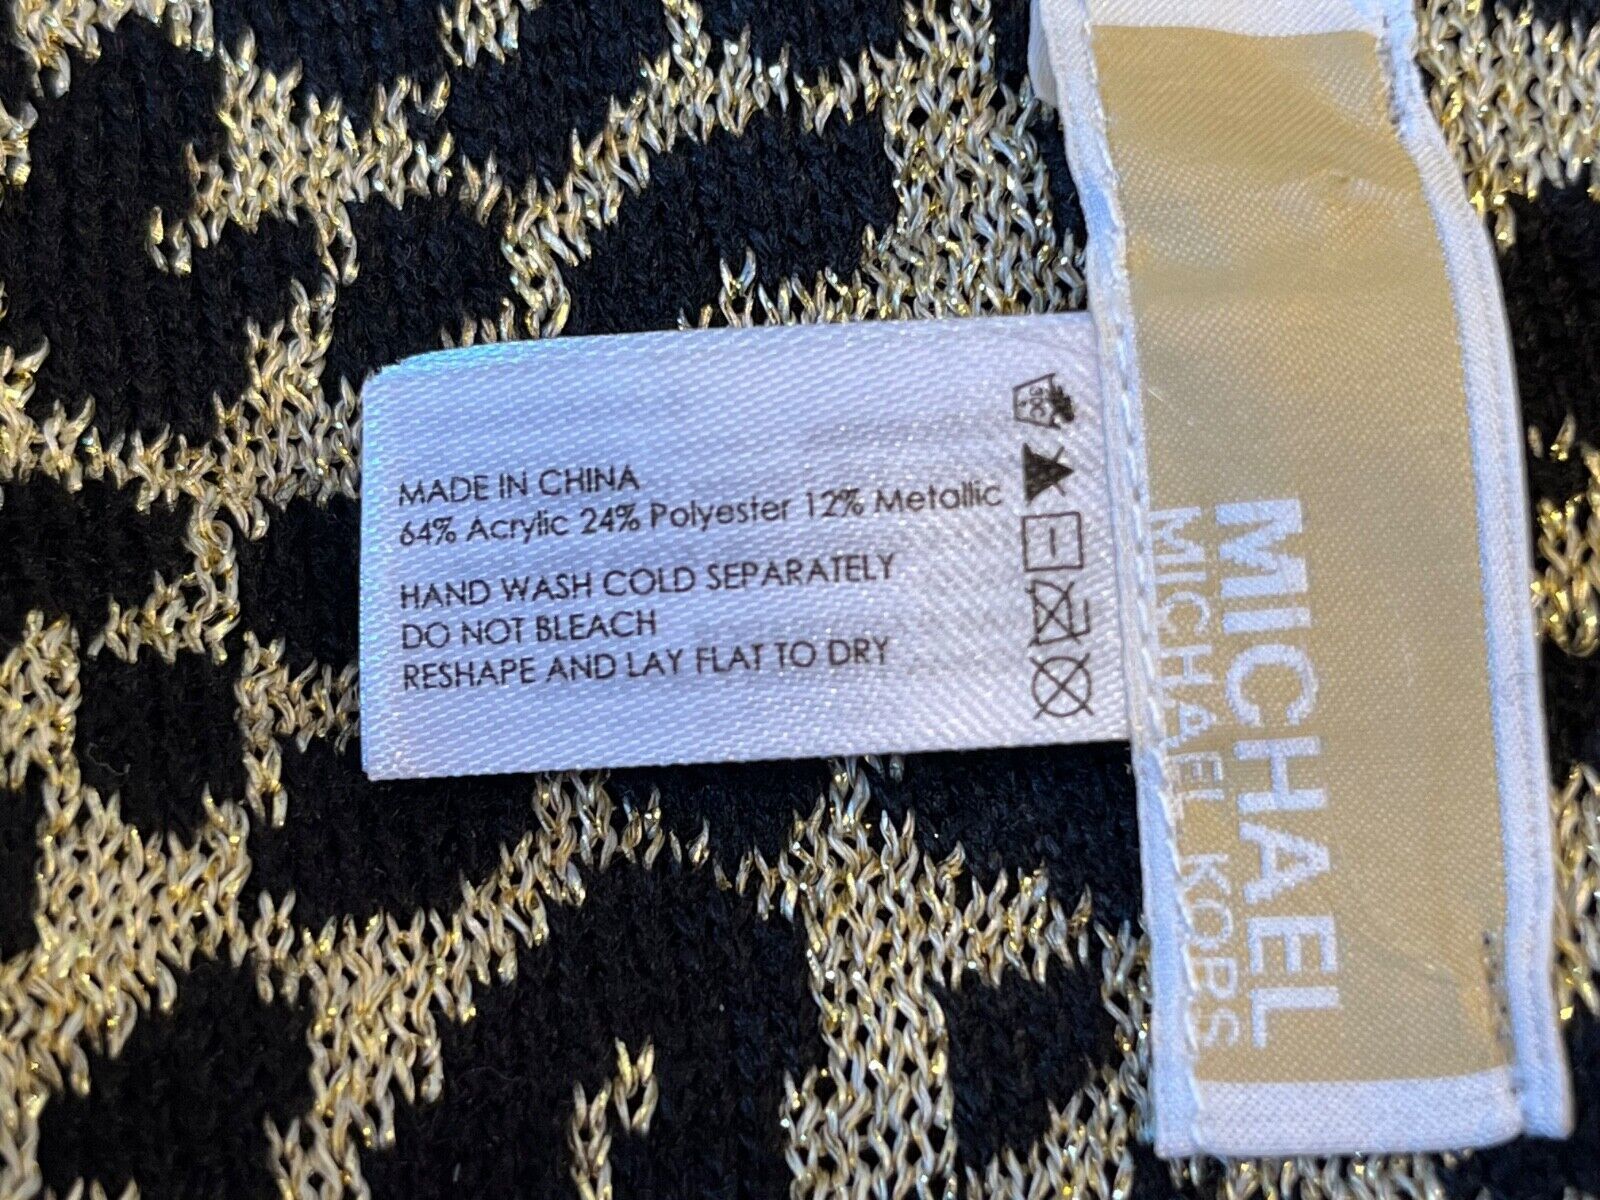 MADE IN CHINA
64% Acrylic 24% Polyester 12% Metallic
HAND WASH COLD SEPARATELY
DO NOT BLEACH
RESHAPE AND LAY FLAT TO DRY
30C
MICHAEL
MICHAEL KORS